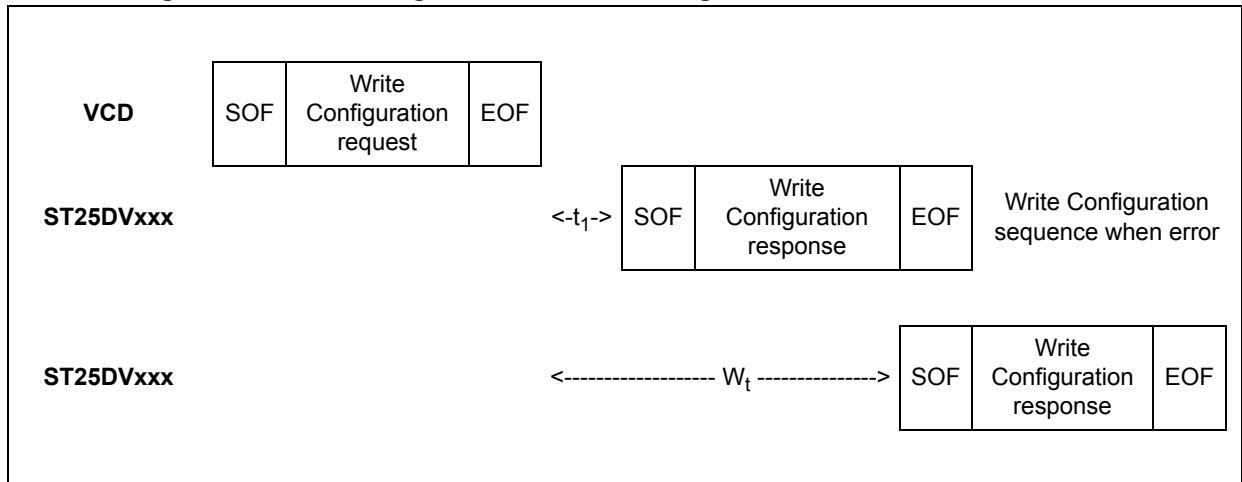 VCD
SOF
Write
Configuration
request
EOF
ST25DVxxx
<-t₁->
SOF
Write
Configuration
response
EOF
Write Configuration
sequence when error
ST25DVxxx
<------------------- Wₜ --------------->
SOF
Write
Configuration
response
EOF